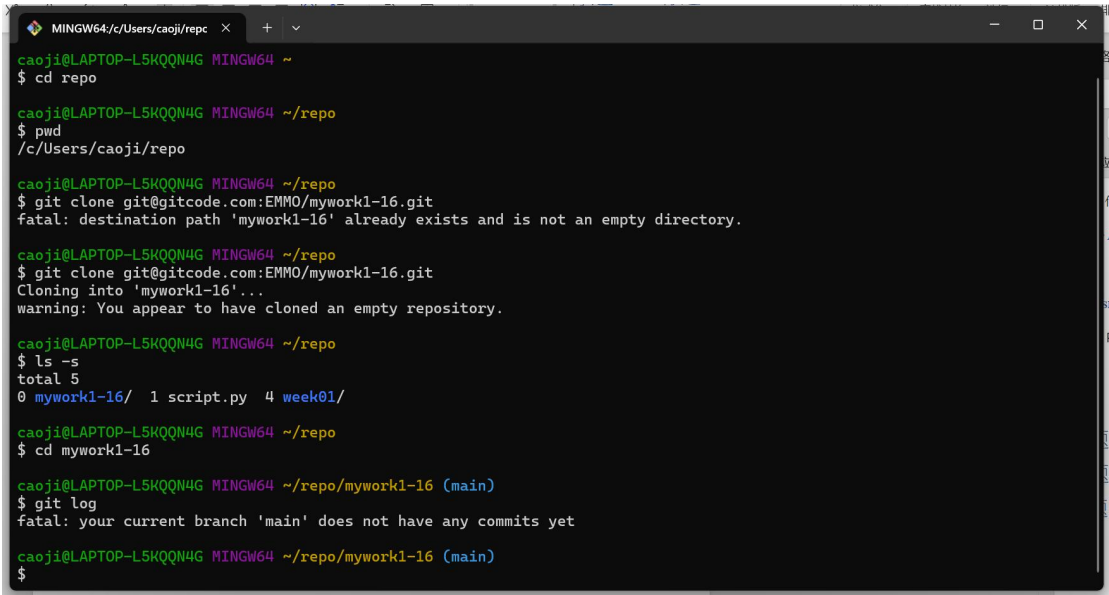 MINGW64:/c/Users/caoji/repc
caoji@LAPTOP-L5KQQN4G MINGW64 ~
$ cd repo
caoji@LAPTOP-L5KQQN4G MINGW64 ~/repo
$ pwd
/c/Users/caoji/repo
caoji@LAPTOP-L5KQQN4G MINGW64 ~/repo
$ git clone git@gitcode.com:EMMO/mywork1-16.git
fatal: destination path 'mywork1-16' already exists and is not an empty directory.
caoji@LAPTOP-L5KQQN4G MINGW64 ~/repo
$ git clone git@gitcode.com:EMMO/mywork1-16.git
Cloning into 'mywork1-16'...
warning: You appear to have cloned an empty repository.
caoji@LAPTOP-L5KQQN4G MINGW64 ~/repo
$ ls -s
total 5
0 mywork1-16/  1 script.py  4 week01/
caoji@LAPTOP-L5KQQN4G MINGW64 ~/repo
$ cd mywork1-16
caoji@LAPTOP-L5KQQN4G MINGW64 ~/repo/mywork1-16 (main)
$ git log
fatal: your current branch 'main' does not have any commits yet
caoji@LAPTOP-L5KQQN4G MINGW64 ~/repo/mywork1-16 (main)
$